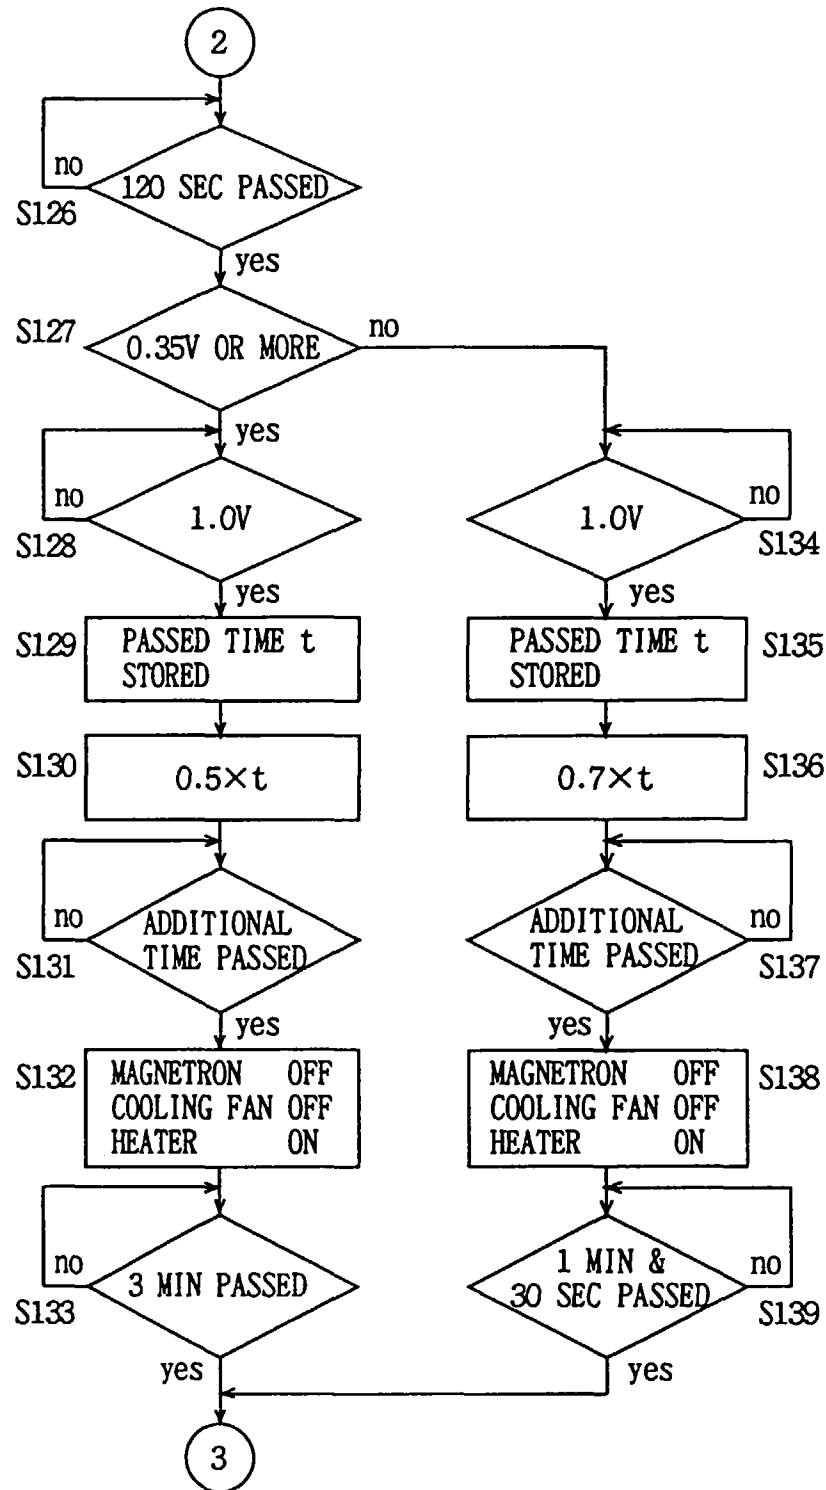 2
no
120 SEC PASSED
S126
yes
S127
0.35V OR MORE
no
yes
no
1.0V
S128
yes
S129
PASSED TIME t
STORED
S130
0.5×t
no
ADDITIONAL
TIME PASSED
S131
yes
S132
MAGNETRON OFF
COOLING FAN OFF
HEATER ON
no
3 MIN PASSED
S133
yes
no
1.0V
S134
yes
PASSED TIME t
STORED
S135
0.7×t
S136
ADDITIONAL
TIME PASSED
no
S137
yes
MAGNETRON OFF
COOLING FAN OFF
HEATER ON
S138
1 MIN &
30 SEC PASSED
no
S139
yes
3